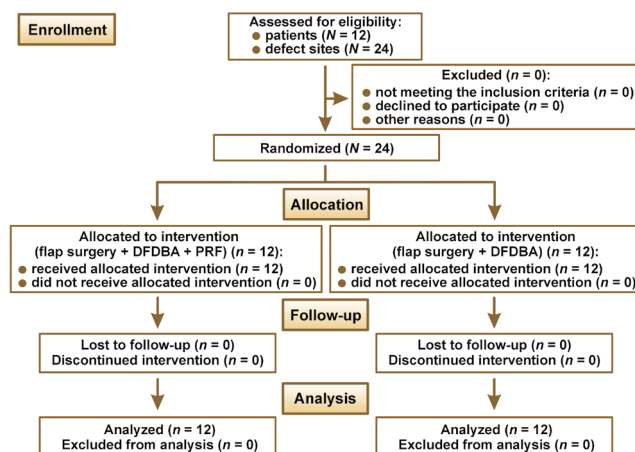 Enrollment
Assessed for eligibility:
● patients (N = 12)
● defect sites (N = 24)
Excluded (n = 0):
● not meeting the inclusion criteria (n = 0)
● declined to participate (n = 0)
● other reasons (n = 0)
Randomized (N = 24)
Allocation
Allocated to intervention
(flap surgery + DFDBA + PRF) (n = 12):
● received allocated intervention (n = 12)
● did not receive allocated intervention (n = 0)
Allocated to intervention
(flap surgery + DFDBA) (n = 12):
● received allocated intervention (n = 12)
● did not receive allocated intervention (n = 0)
Follow-up
Lost to follow-up (n = 0)
Discontinued intervention (n = 0)
Lost to follow-up (n = 0)
Discontinued intervention (n = 0)
Analysis
Analyzed (n = 12)
Excluded from analysis (n = 0)
Analyzed (n = 12)
Excluded from analysis (n = 0)